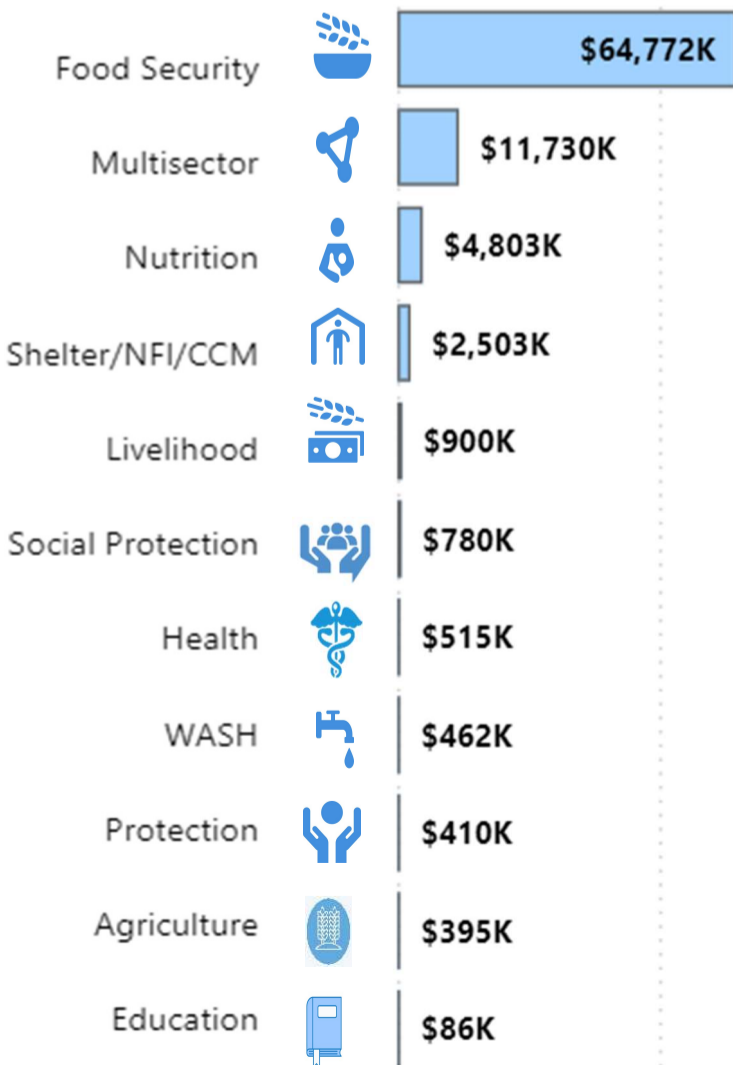 Food Security $64,772K
Multisector $11,730K
Nutrition $4,803K
Shelter/NFI/CCM $2,503K
Livelihood $900K
Social Protection $780K
Health $515K
WASH $462K
Protection $410K
Agriculture $395K
Education $86K